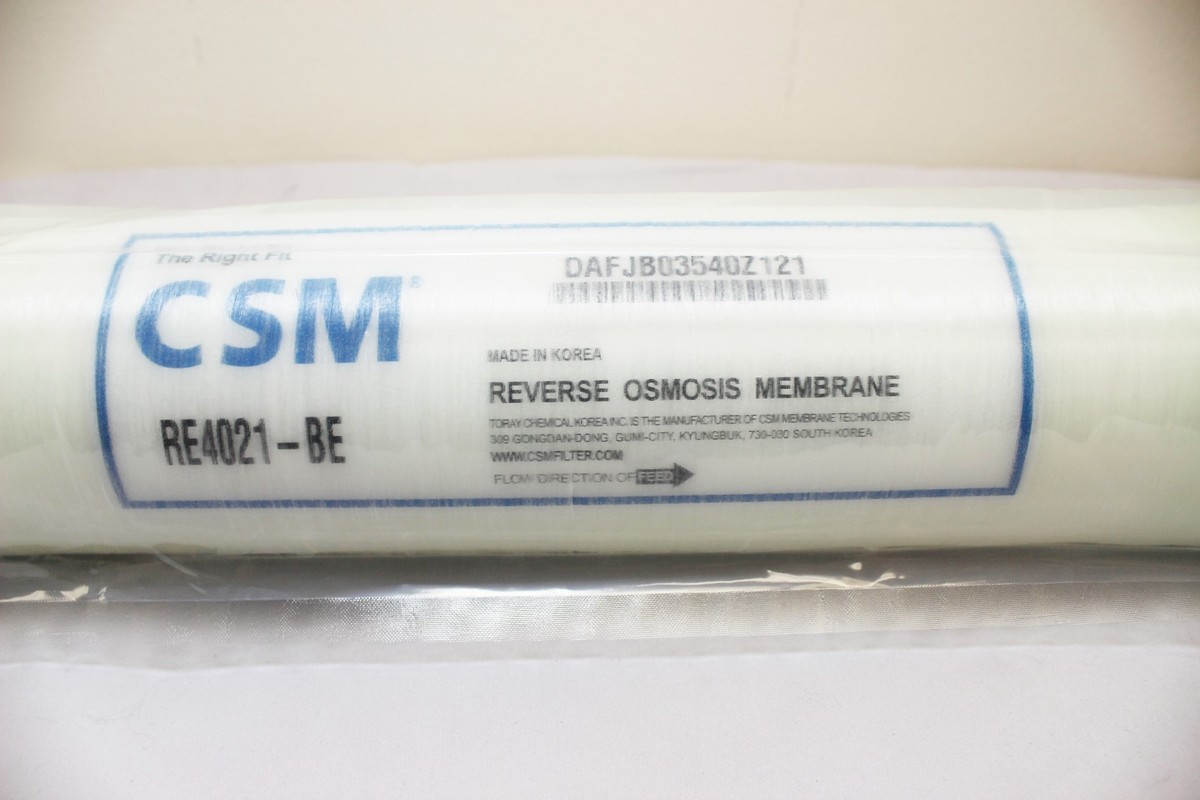 The Right Fit
CSM®
RE4021-BE
DAFJB03540Z121
MADE IN KOREA
REVERSE OSMOSIS MEMBRANE
TORAY CHEMICAL KOREA INC. IS THE MANUFACTURER OF CSM MEMBRANE TECHNOLOGIES
309 GONGDAN-DONG, GUMI-CITY, KYUNGBUK, 730-030 SOUTH KOREA
WWW.CSMFILTER.COM
FLOW DIRECTION OF FEED